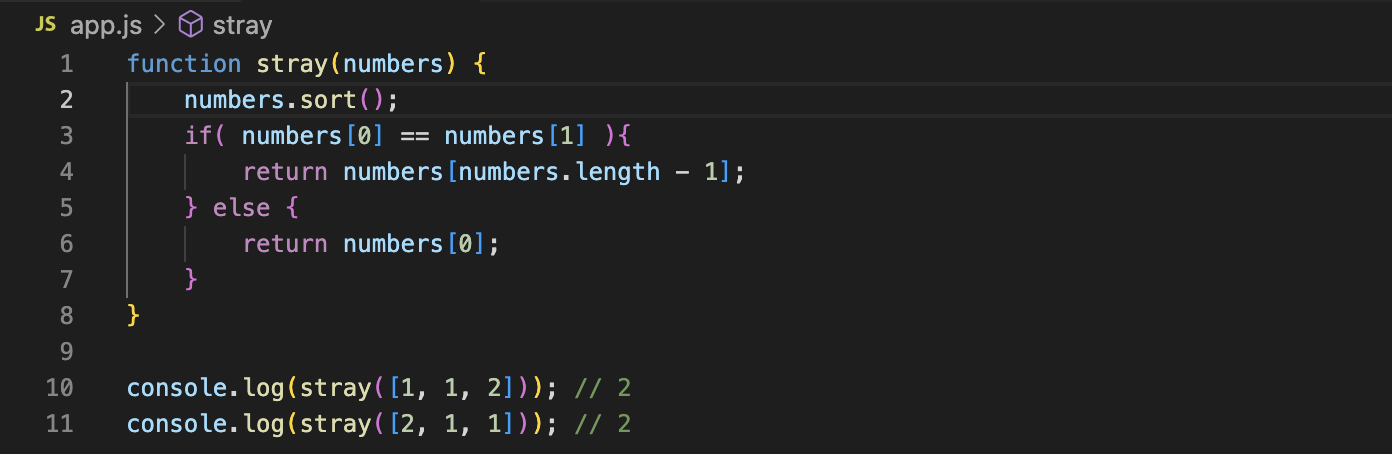 JS app.js > stray
1 function stray(numbers) {
2 numbers.sort();
3 if( numbers[0] == numbers[1] ){
4 return numbers[numbers.length - 1];
5 } else {
6 return numbers[0];
7 }
8 }
9
10 console.log(stray([1, 1, 2])); // 2
11 console.log(stray([2, 1, 1])); // 2